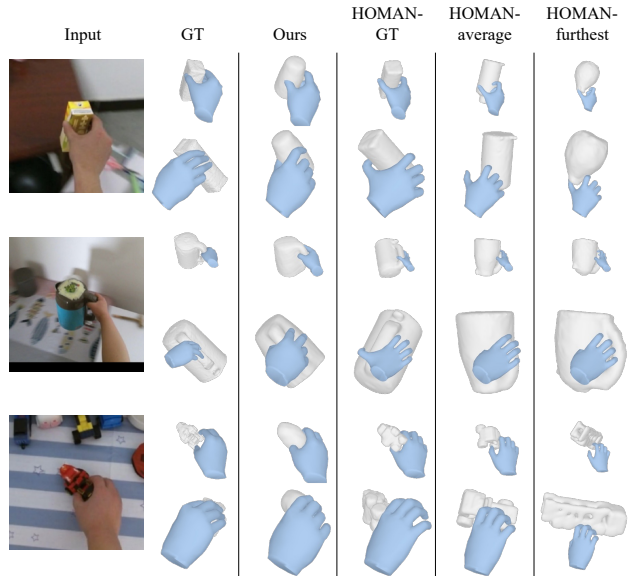 Input
GT
Ours
HOMAN-
GT
HOMAN-
average
HOMAN-
furthest